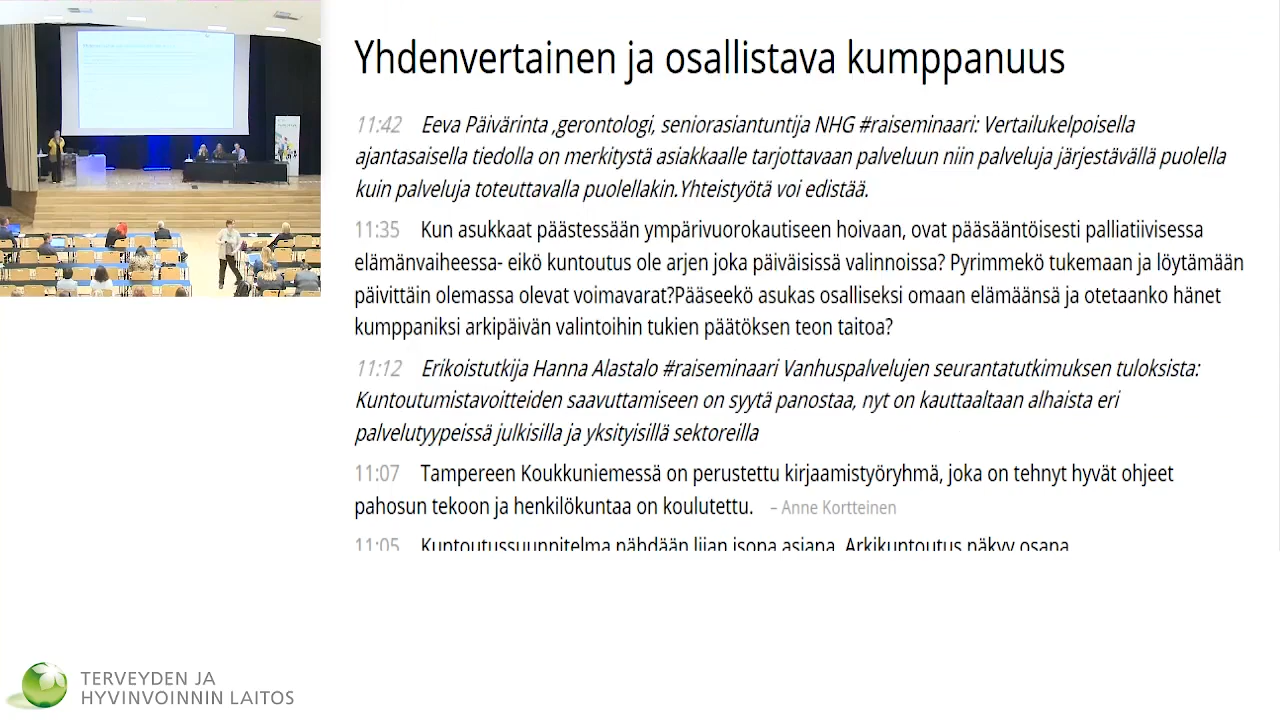 Yhdenvertainen ja osallistava kumppanuus
11:42 Eeva Päivärinta ,gerontologi, seniorasiantuntija NHG #raiseminaari: Vertailukelpoisella
ajantasaisella tiedolla on merkitystä asiakkaalle tarjottavaan palveluun niin palveluja järjestävällä puolella
kuin palveluja toteuttavalla puolellakin.Yhteistyötä voi edistää.
11:35 Kun asukkaat päästessään ympärivuorokautiseen hoivaan, ovat pääsääntöisesti palliatiivisessa
elämänvaiheessa- eikö kuntoutus ole arjen joka päiväisissä valinnoissa? Pyrimmekö tukemaan ja löytämään
päivittäin olemassa olevat voimavarat?Pääseekö asukas osalliseksi omaan elämäänsä ja otetaanko hänet
kumppaniksi arkipäivän valintoihin tukien päätöksen teon taitoa?
11:12 Erikoistutkija Hanna Alastalo #raiseminaari Vanhuspalvelujen seurantatutkimuksen tuloksista:
Kuntoutumistavoitteiden saavuttamiseen on syytä panostaa, nyt on kauttaaltaan alhaista eri
palvelutyypeissä julkisilla ja yksityisillä sektoreilla
11:07 Tampereen Koukkuniemessä on perustettu kirjaamistyöryhmä, joka on tehnyt hyvät ohjeet
pahosun tekoon ja henkilökuntaa on koulutettu. – Anne Kortteinen
11:05 Kuntoutussuunnitelma nähdään liian isona asiana. Arkikuntoutus näkyy osana
TERVEYDEN JA
HYVINVOINNIN LAITOS